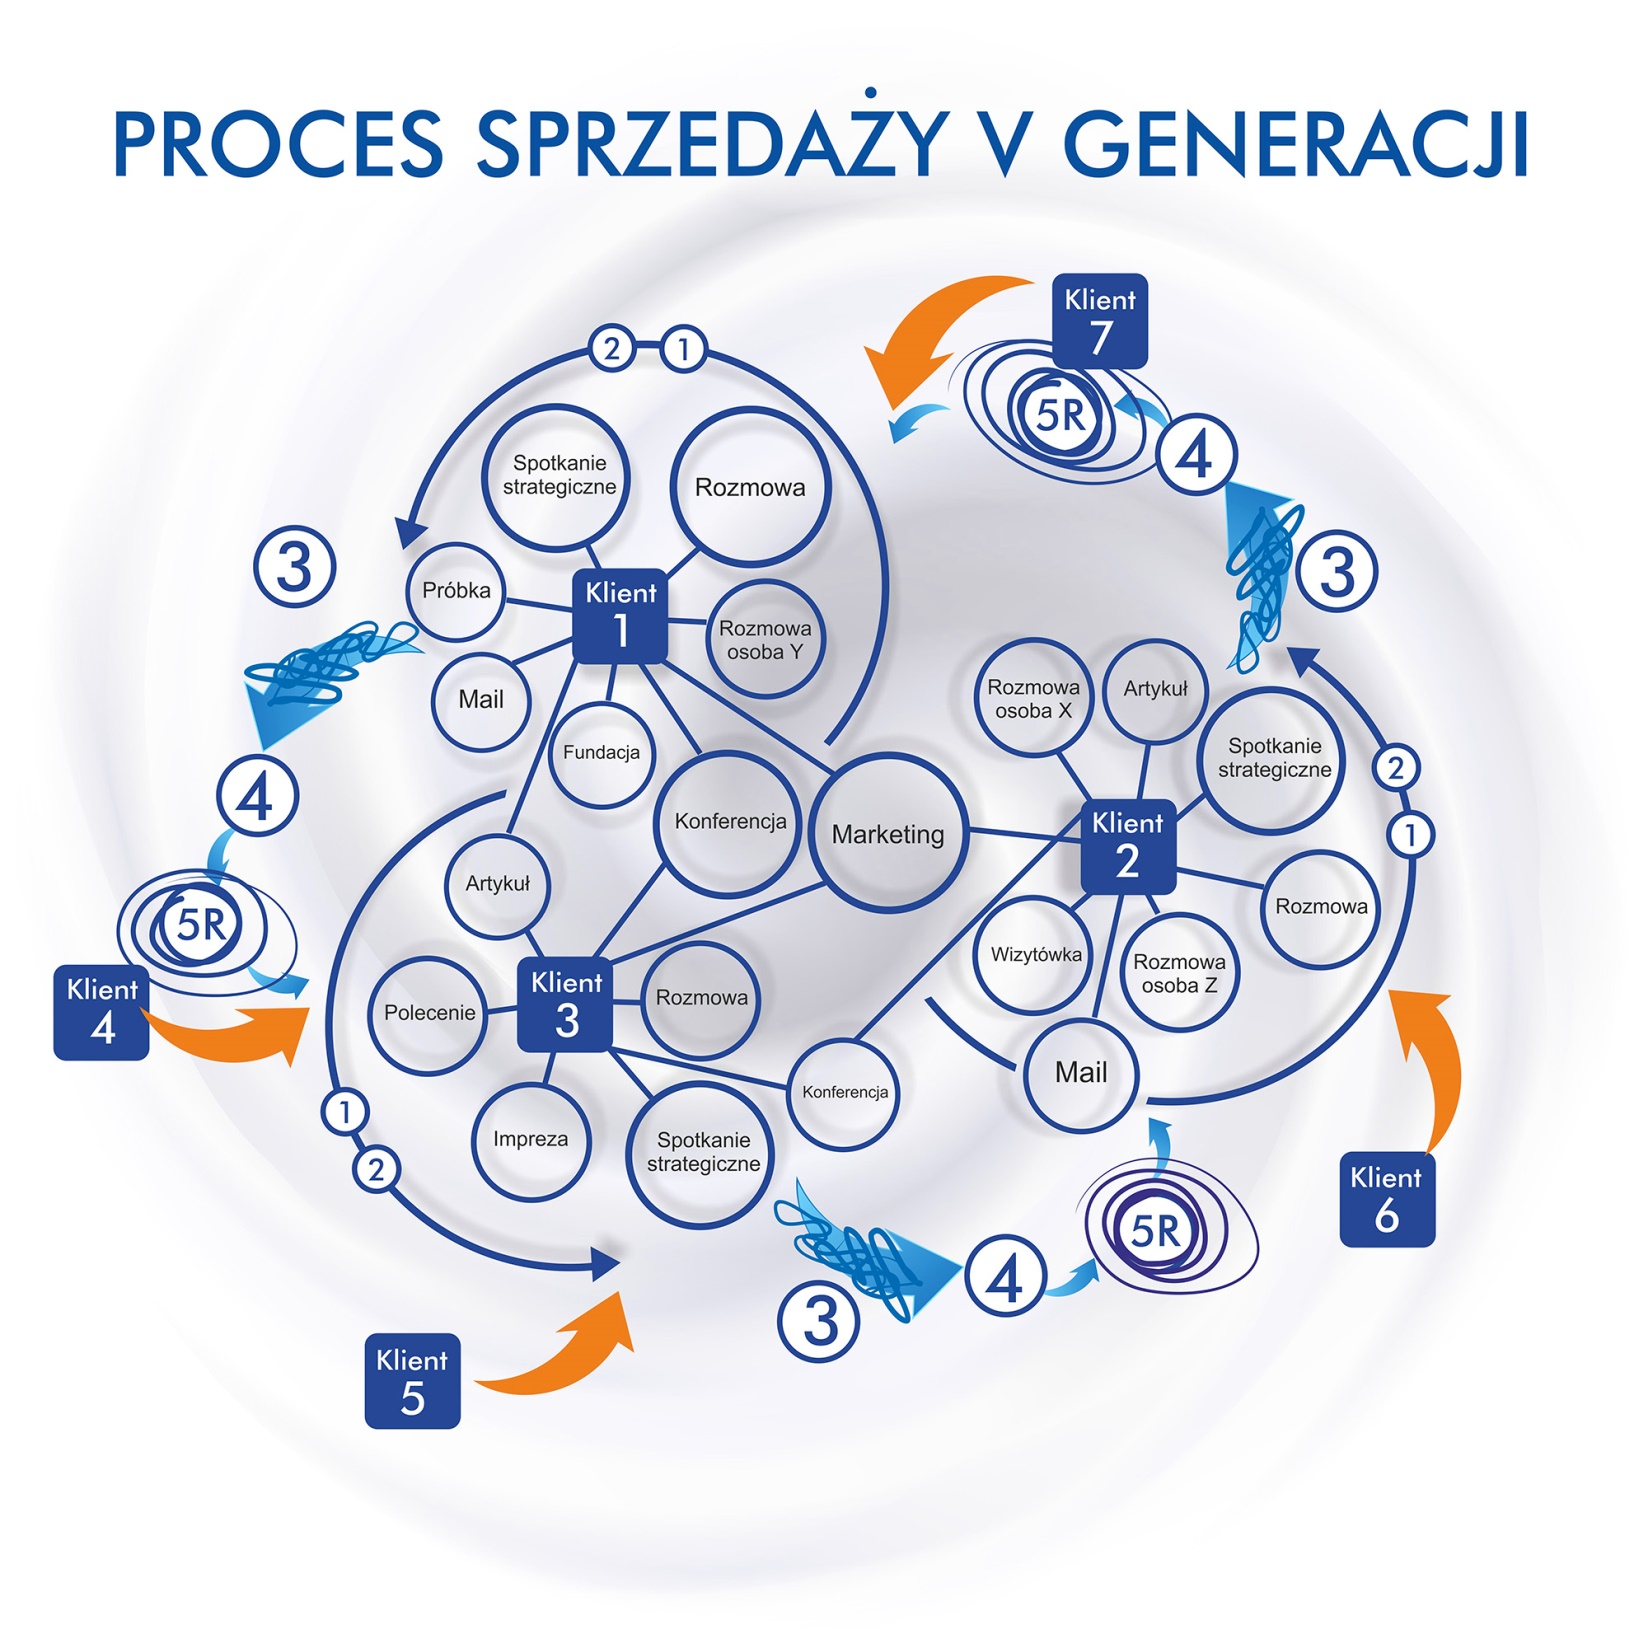 PROCES SPRZEDAŻY V GENERACJI
Klient
7
5R
4
3
2
1
Spotkanie
strategiczne
Rozmowa
3
Próbka
Klient
1
Rozmowa
osoba Y
Mail
Fundacja
4
Konferencja
Marketing
Rozmowa
osoba X
Artykuł
Spotkanie
strategiczne
2
1
Klient
2
Rozmowa
Wizytówka
Rozmowa
osoba Z
Mail
5R
Klient
4
Artykuł
Klient
3
Polecenie
Rozmowa
1
2
Impreza
Spotkanie
strategiczne
Konferencja
3
4
5R
Klient
6
Klient
5